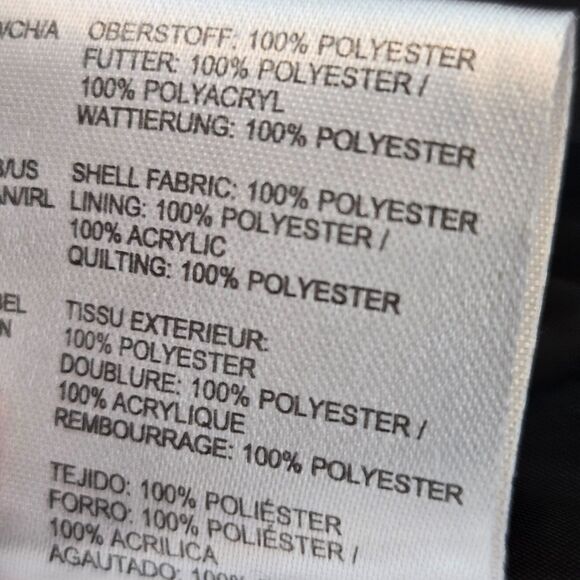 /CH/A OBERSTOFF: 100% POLYESTER
FUTTER: 100% POLYESTER /
100% POLYACRYL
WATTIERUNG: 100% POLYESTER
/US SHELL FABRIC: 100% POLYESTER
N/IRL LINING: 100% POLYESTER /
100% ACRYLIC
QUILTING: 100% POLYESTER
BEL TISSU EXTERIEUR:
N 100% POLYESTER
DOUBLURE: 100% POLYESTER /
100% ACRYLIQUE
REMBOURRAGE: 100% POLYESTER
TEJIDO: 100% POLIÉSTER
FORRO: 100% POLIÉSTER /
100% ACRILICA
AGAUTADO: 100%